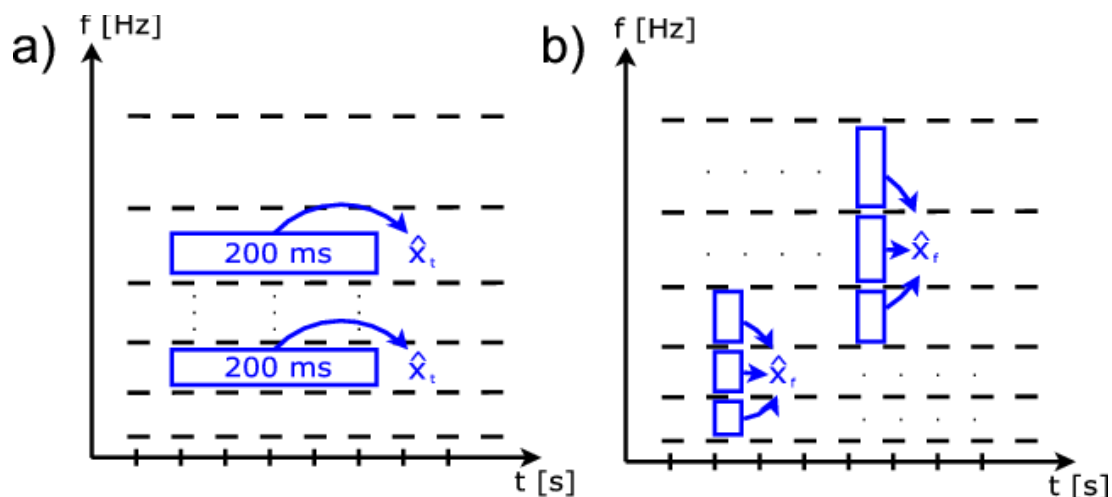 a)
f [Hz]
200 ms
x̂ₜ
200 ms
x̂ₜ
t [s]
b)
f [Hz]
x̂f
x̂f
t [s]